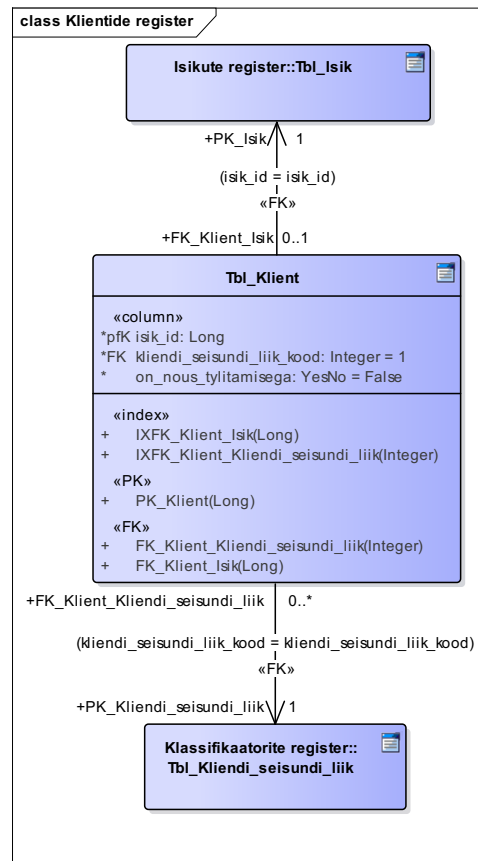 class Klientide register
Isikute register::Tbl_Isik
+PK_Isik 1
(isik_id = isik_id)
«FK»
+FK_Klient_Isik 0..1
Tbl_Klient
«column»
*pfK isik_id: Long
*FK kliendi_seisundi_liik_kood: Integer = 1
* on_nous_tylitamisega: YesNo = False
«index»
+ IXFK_Klient_Isik(Long)
+ IXFK_Klient_Kliendi_seisundi_liik(Integer)
«PK»
+ PK_Klient(Long)
«FK»
+ FK_Klient_Kliendi_seisundi_liik(Integer)
+ FK_Klient_Isik(Long)
+FK_Klient_Kliendi_seisundi_liik 0..*
(kliendi_seisundi_liik_kood = kliendi_seisundi_liik_kood)
«FK»
+PK_Kliendi_seisundi_liik 1
Klassifikaatorite register::
Tbl_Kliendi_seisundi_liik